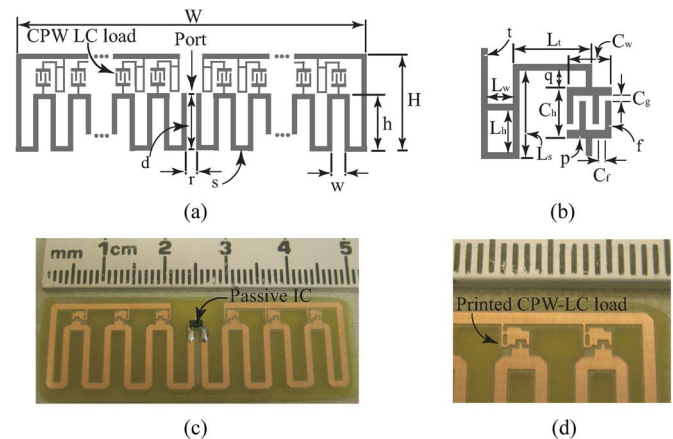 W
CPW LC load
Port
H
h
d
r
s
w
(a)
t
Lt
Cw
q
Lw
Cg
Ch
Lh
Ls
p
f
Cf
(b)
mm 1cm 2 3 4 5
Passive IC
(c)
Printed CPW-LC load
(d)